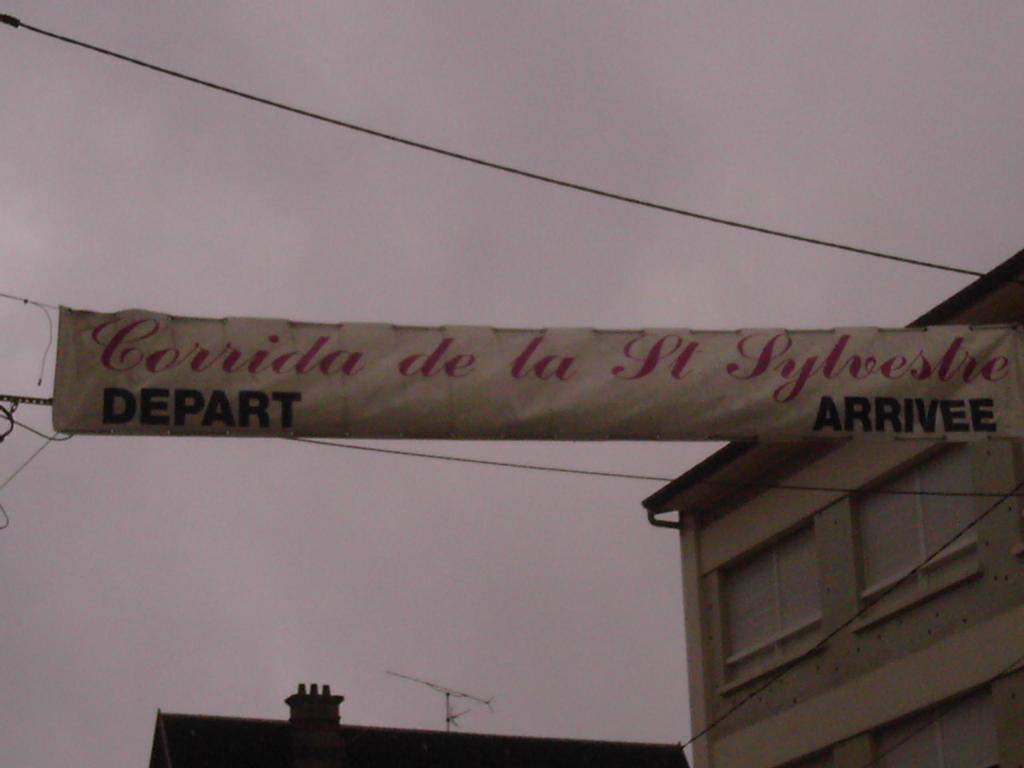 Corrida de la St Sylvestre
DEPART ARRIVEE